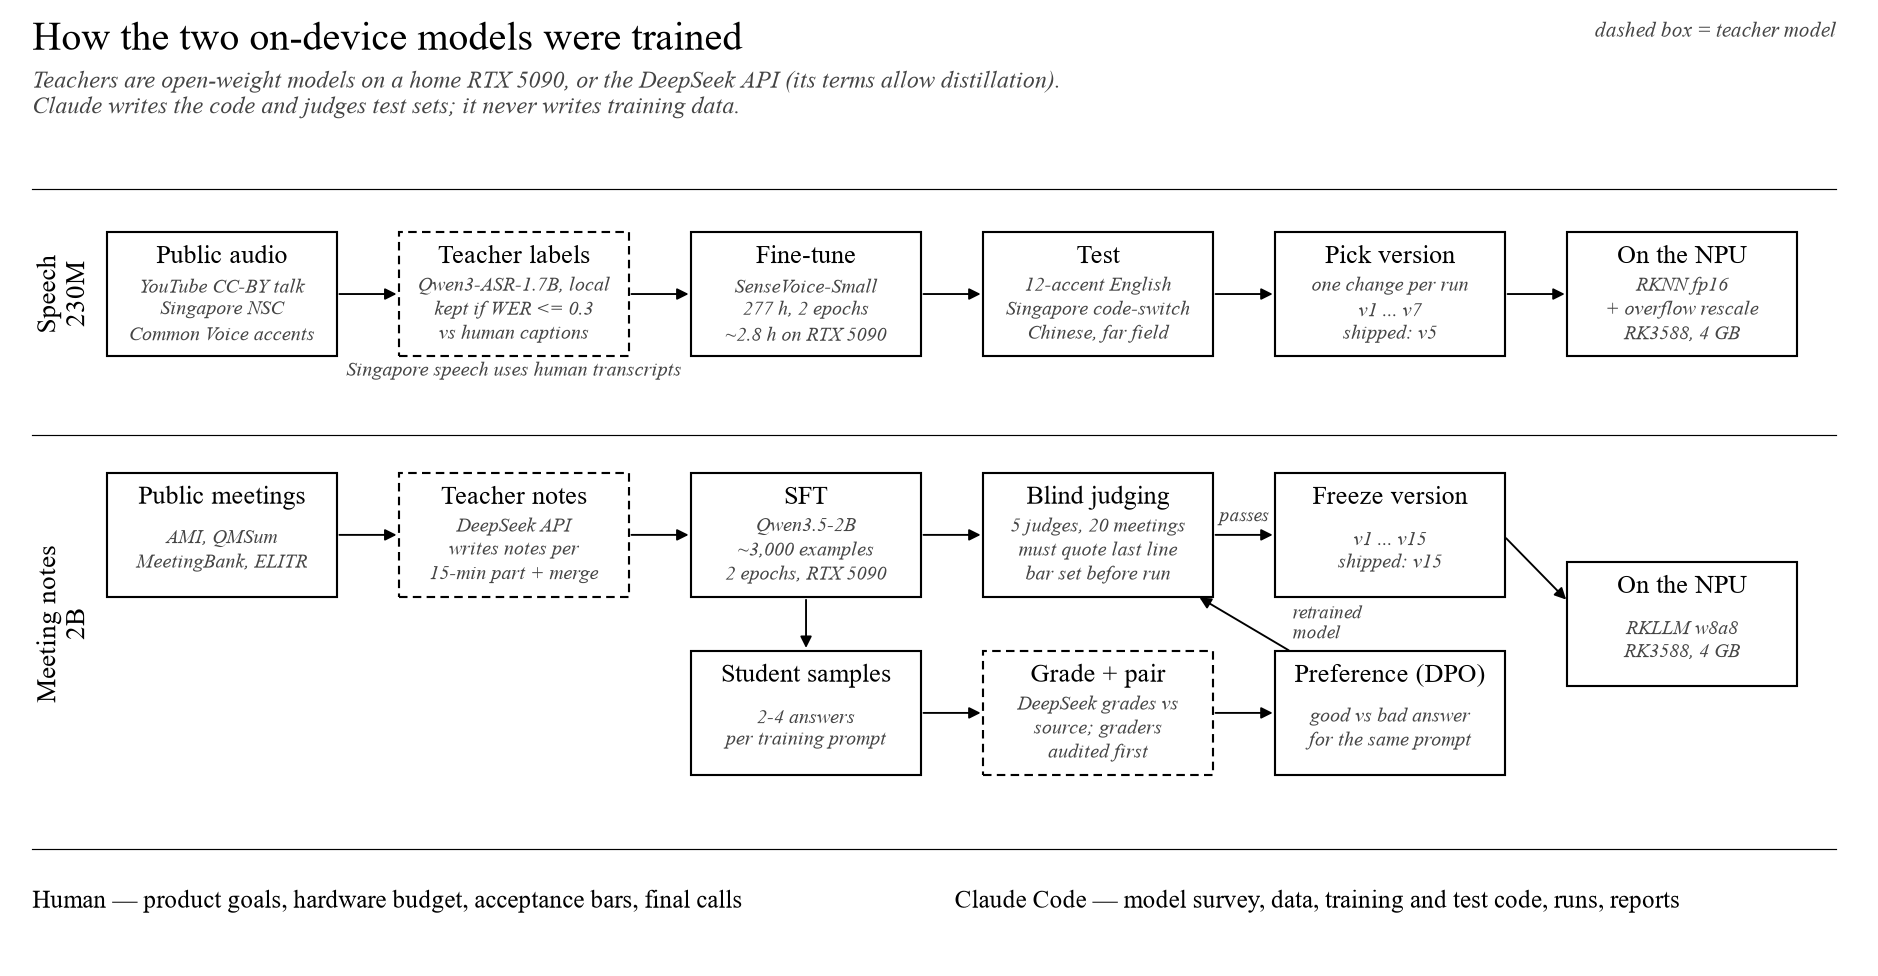 How the two on-device models were trained
dashed box = teacher model
Teachers are open-weight models on a home RTX 5090, or the DeepSeek API (its terms allow distillation).
Claude writes the code and judges test sets; it never writes training data.
Speech
230M
Public audio
YouTube CC-BY talk
Singapore NSC
Common Voice accents
Teacher labels
Qwen3-ASR-1.7B, local
kept if WER <= 0.3
vs human captions
Singapore speech uses human transcripts
Fine-tune
SenseVoice-Small
277 h, 2 epochs
~2.8 h on RTX 5090
Test
12-accent English
Singapore code-switch
Chinese, far field
Pick version
one change per run
v1 ... v7
shipped: v5
On the NPU
RKNN fp16
+ overflow rescale
RK3588, 4 GB
Meeting notes
2B
Public meetings
AMI, QMSum
MeetingBank, ELITR
Teacher notes
DeepSeek API
writes notes per
15-min part + merge
SFT
Qwen3.5-2B
~3,000 examples
2 epochs, RTX 5090
Blind judging
5 judges, 20 meetings
must quote last line
bar set before run
passes
Freeze version
v1 ... v15
shipped: v15
On the NPU
RKLLM w8a8
RK3588, 4 GB
retrained
model
Student samples
2-4 answers
per training prompt
Grade + pair
DeepSeek grades vs
source; graders
audited first
Preference (DPO)
good vs bad answer
for the same prompt
Human — product goals, hardware budget, acceptance bars, final calls
Claude Code — model survey, data, training and test code, runs, reports